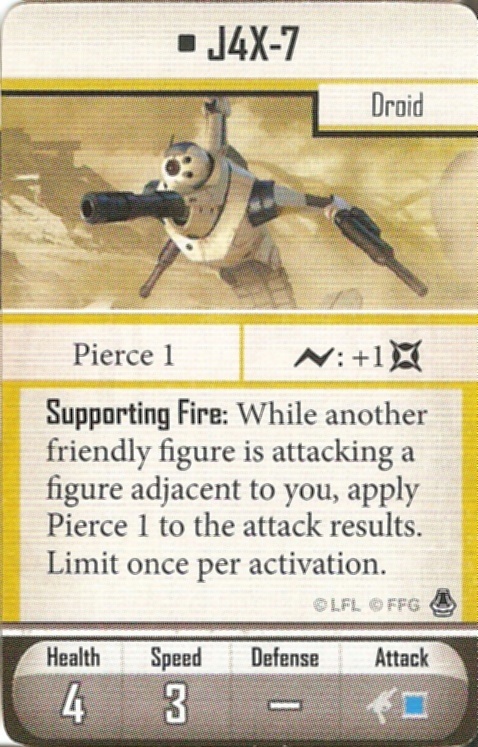 J4X-7
Droid
Pierce 1
: +1
Supporting Fire: While another
friendly figure is attacking a
figure adjacent to you, apply
Pierce 1 to the attack results.
Limit once per activation.
©LFL ©FFG
Health Speed Defense Attack
4 3 –